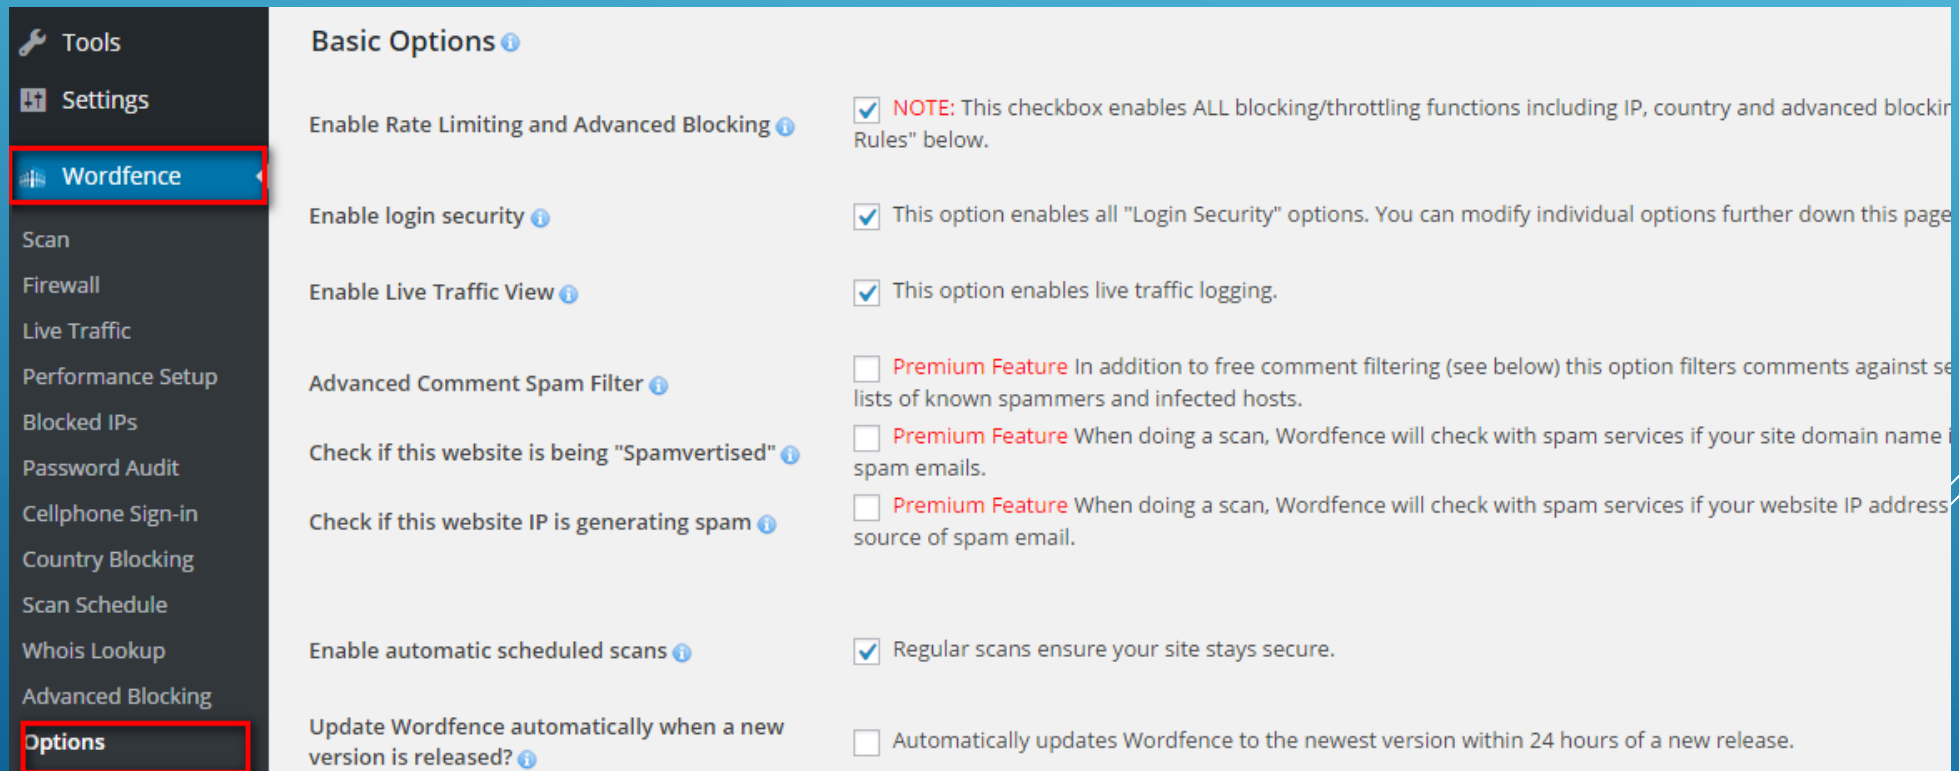 Tools
Settings
Wordfence
Scan
Firewall
Live Traffic
Performance Setup
Blocked IPs
Password Audit
Cellphone Sign-in
Country Blocking
Scan Schedule
Whois Lookup
Advanced Blocking
Options
Basic Options
Enable Rate Limiting and Advanced Blocking
NOTE: This checkbox enables ALL blocking/throttling functions including IP, country and advanced
Rules" below.
Enable login security
This option enables all "Login Security" options. You can modify individual options further down this page
Enable Live Traffic View
This option enables live traffic logging.
Advanced Comment Spam Filter
Premium Feature In addition to free comment filtering (see below) this option filters comments against
lists of known spammers and infected hosts.
Check if this website is being "Spamvertised"
Premium Feature When doing a scan, Wordfence will check with spam services if your site domain name
spam emails.
Check if this website IP is generating spam
Premium Feature When doing a scan, Wordfence will check with spam services if your website IP address
source of spam email.
Enable automatic scheduled scans
Regular scans ensure your site stays secure.
Update Wordfence automatically when a new
version is released?
Automatically updates Wordfence to the newest version within 24 hours of a new release.